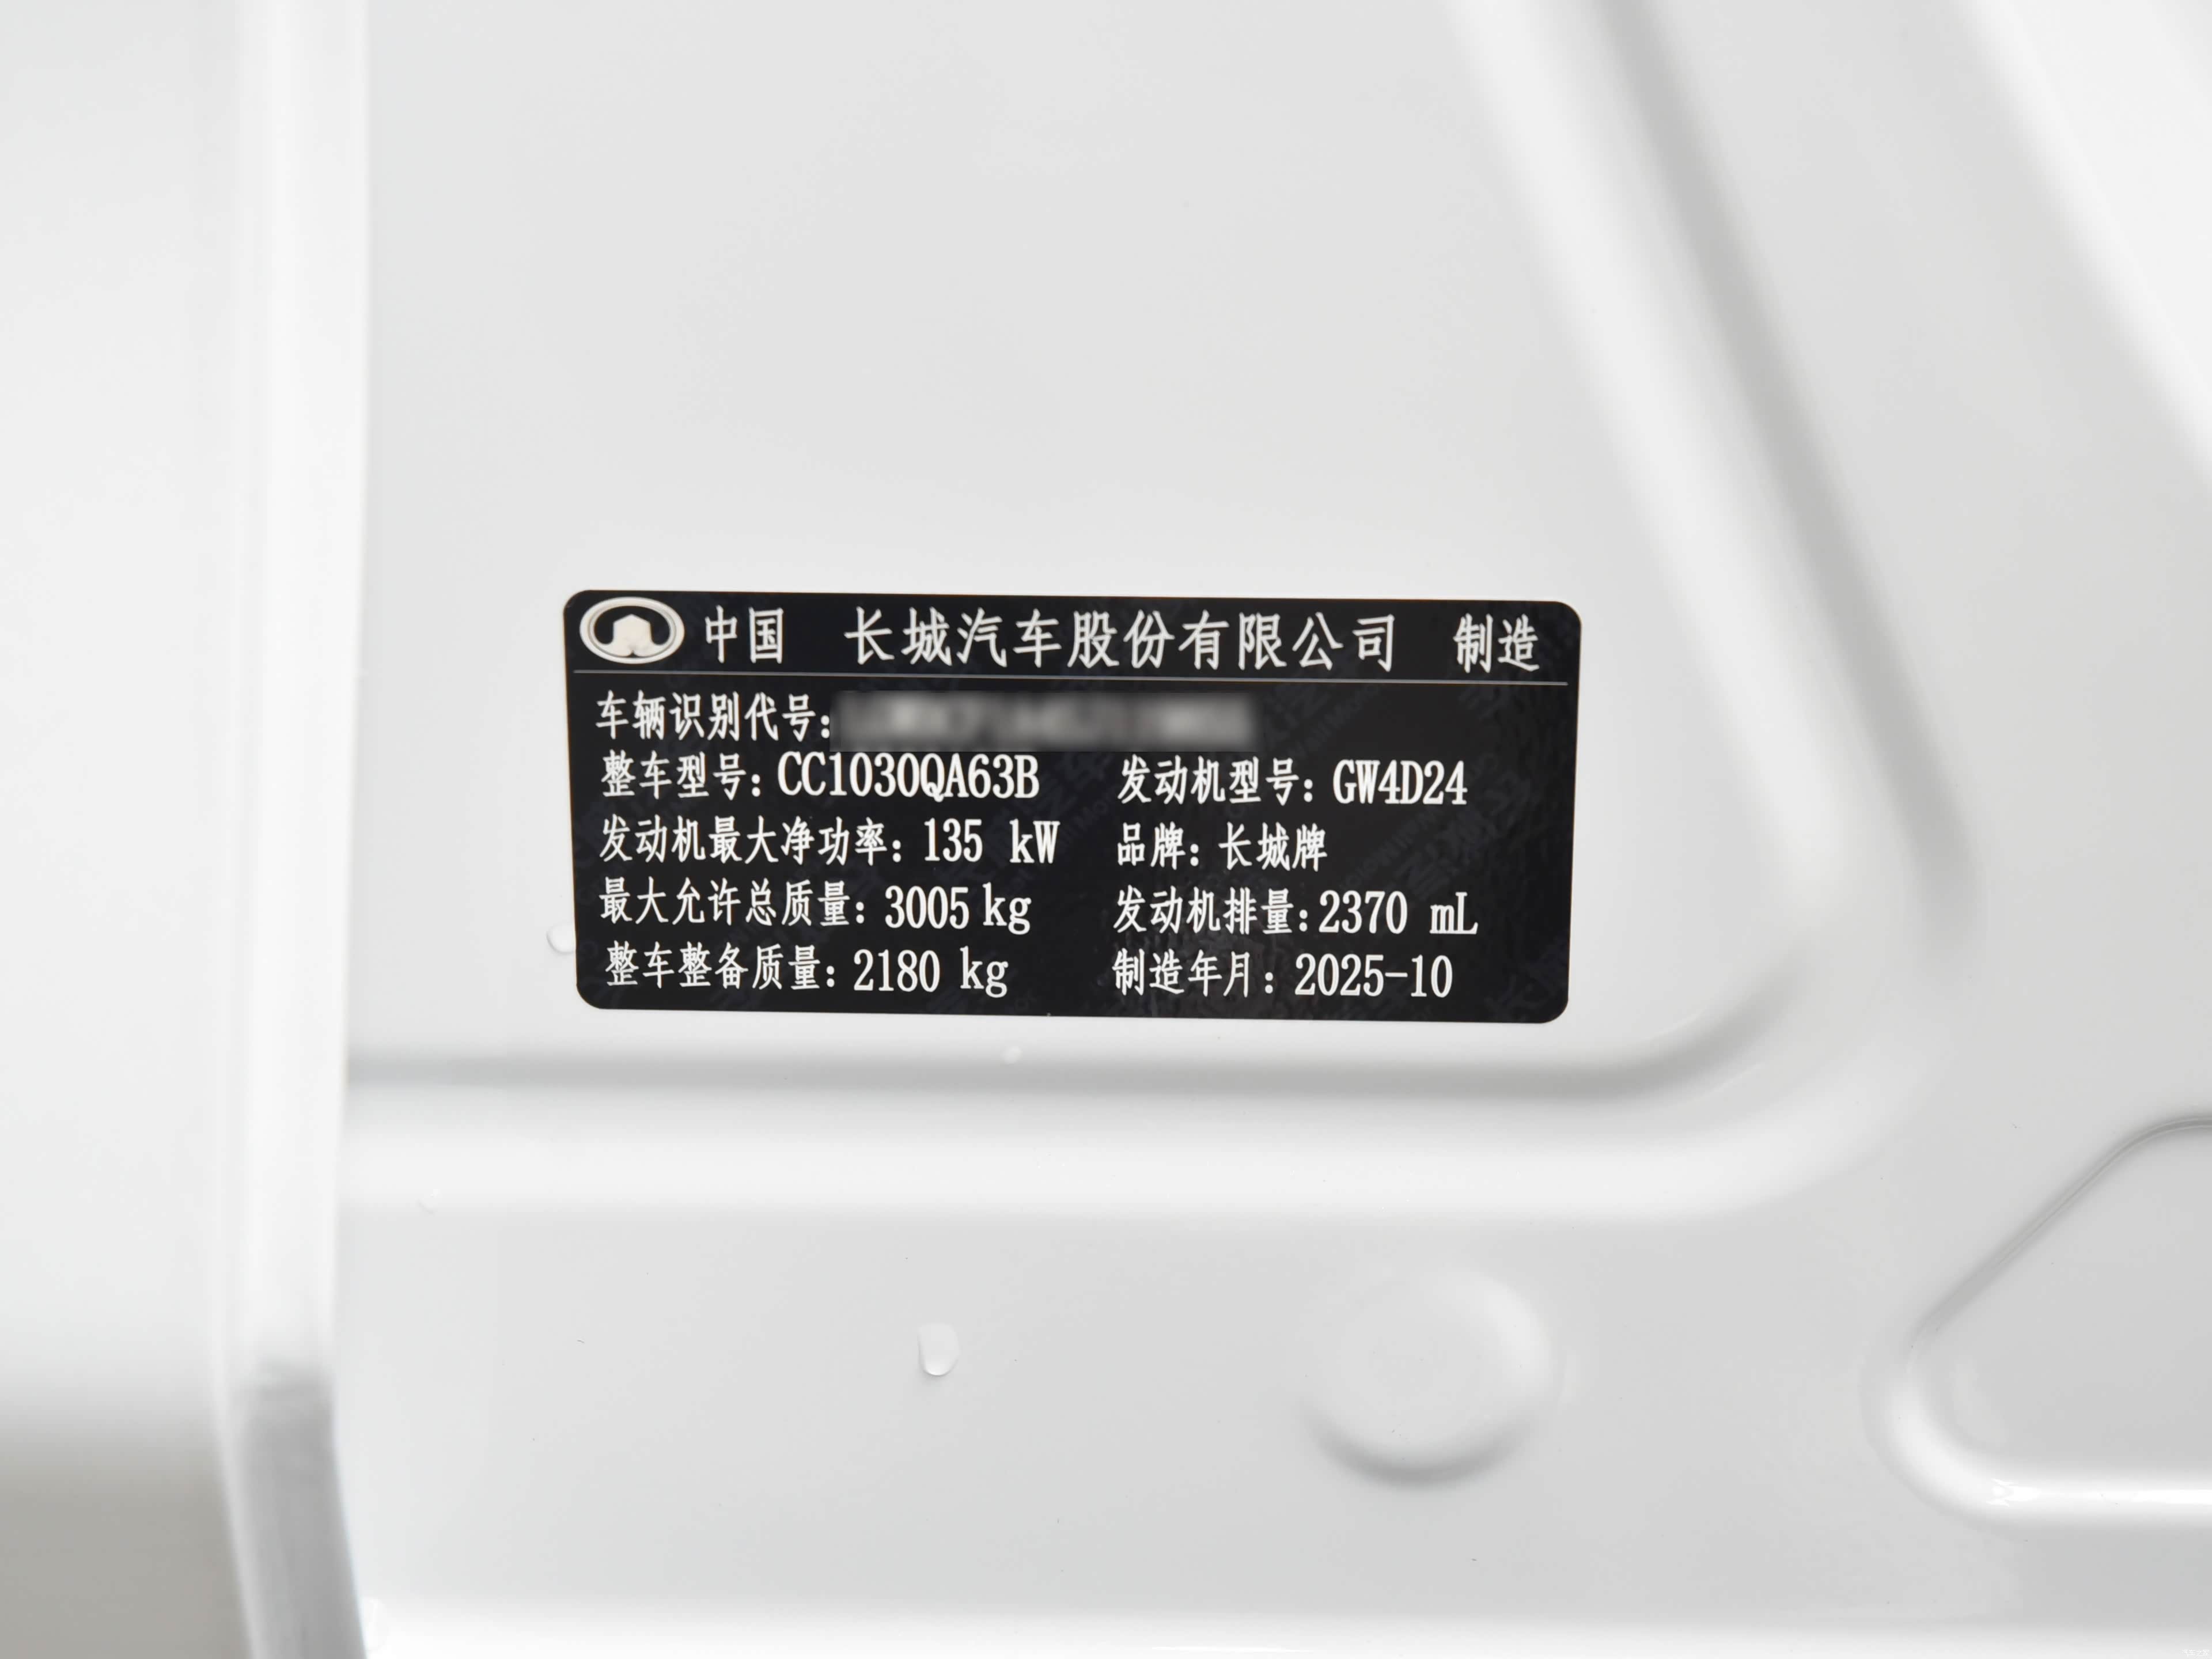 中国 长城汽车股份有限公司 制造
车辆识别代号:
整车型号: CC1030QA63B 发动机型号: GW4D24
发动机最大净功率: 135 kW 品牌: 长城牌
最大允许总质量: 3005 kg 发动机排量: 2370 mL
整车整备质量: 2180 kg 制造年月: 2025-10